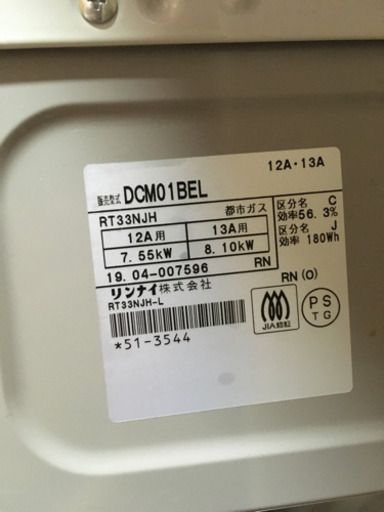 12A・13A
販売型式 DCM01BEL
RT33NJH 都市ガス
12A用 13A用
7.55kW 8.10kW
区分名 C
効率56.3%
区分名 J
効率 180Wh
19.04-007596 RN
リンナイ株式会社
RN(O)
RT33NJH-L
*51-3544
JIA認証
PS
TG